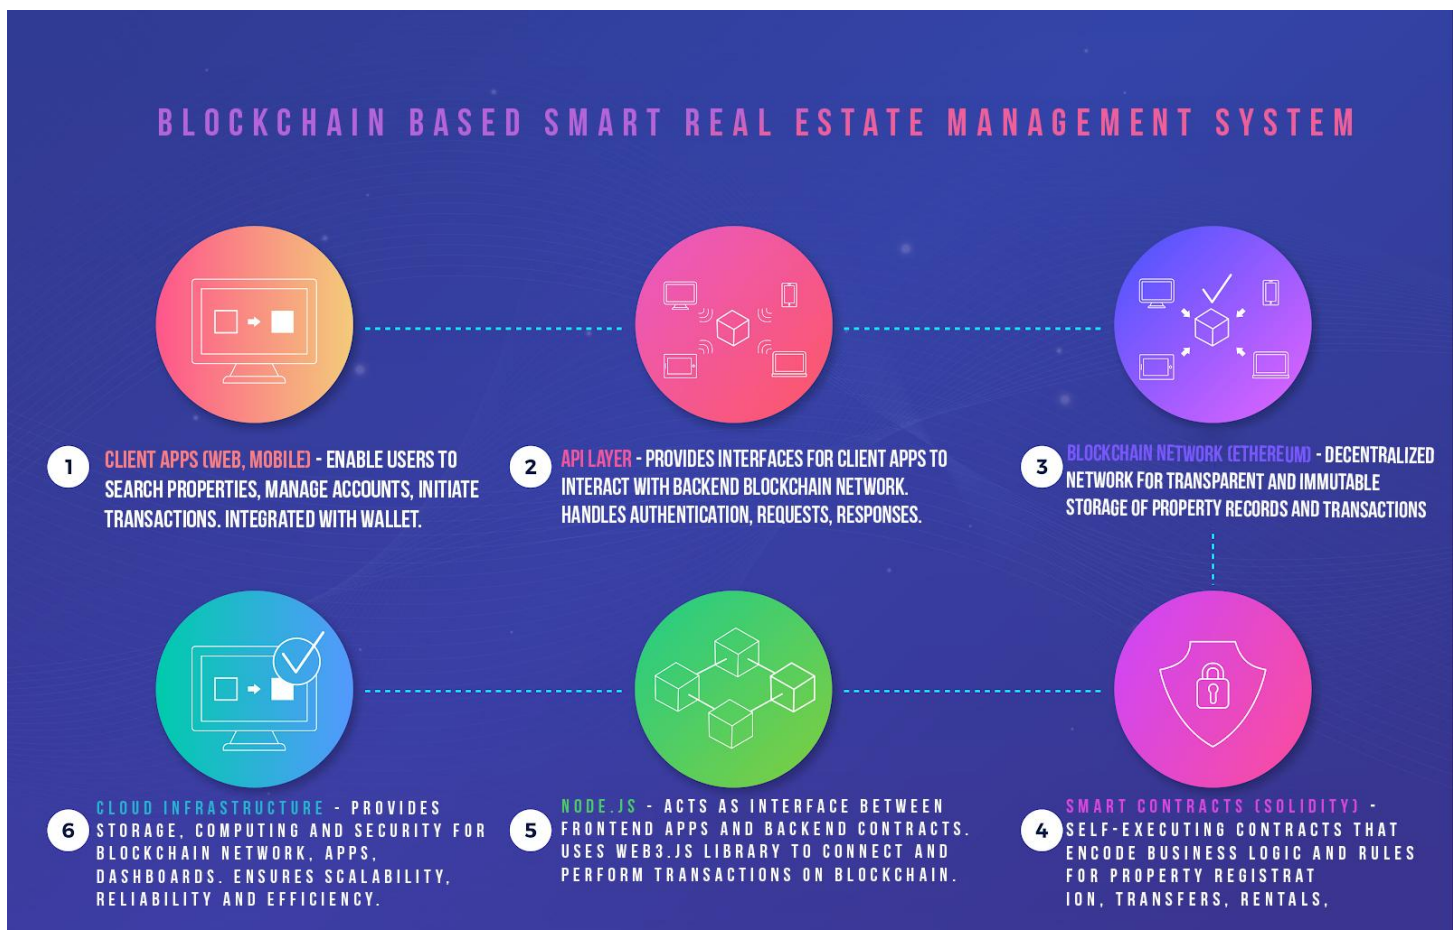 BLOCKCHAIN BASED SMART REAL ESTATE MANAGEMENT SYSTEM
1
CLIENT APPS (WEB, MOBILE) - ENABLE USERS TO
SEARCH PROPERTIES, MANAGE ACCOUNTS, INITIATE
TRANSACTIONS. INTEGRATED WITH WALLET.
2
API LAYER - PROVIDES INTERFACES FOR CLIENT APPS TO
INTERACT WITH BACKEND BLOCKCHAIN NETWORK.
HANDLES AUTHENTICATION, REQUESTS, RESPONSES.
3
BLOCKCHAIN NETWORK (ETHEREUM) - DECENTRALIZED
NETWORK FOR TRANSPARENT AND IMMUTABLE
STORAGE OF PROPERTY RECORDS AND TRANSACTIONS
6
CLOUD INFRASTRUCTURE - PROVIDES
STORAGE, COMPUTING AND SECURITY FOR
BLOCKCHAIN NETWORK, APPS,
DASHBOARDS. ENSURES SCALABILITY,
RELIABILITY AND EFFICIENCY.
5
NODE.JS - ACTS AS INTERFACE BETWEEN
FRONTEND APPS AND BACKEND CONTRACTS.
USES WEB3.JS LIBRARY TO CONNECT AND
PERFORM TRANSACTIONS ON BLOCKCHAIN.
4
SMART CONTRACTS (SOLIDITY) -
SELF-EXECUTING CONTRACTS THAT
ENCODE BUSINESS LOGIC AND RULES
FOR PROPERTY REGISTRAT
ION, TRANSFERS, RENTALS,